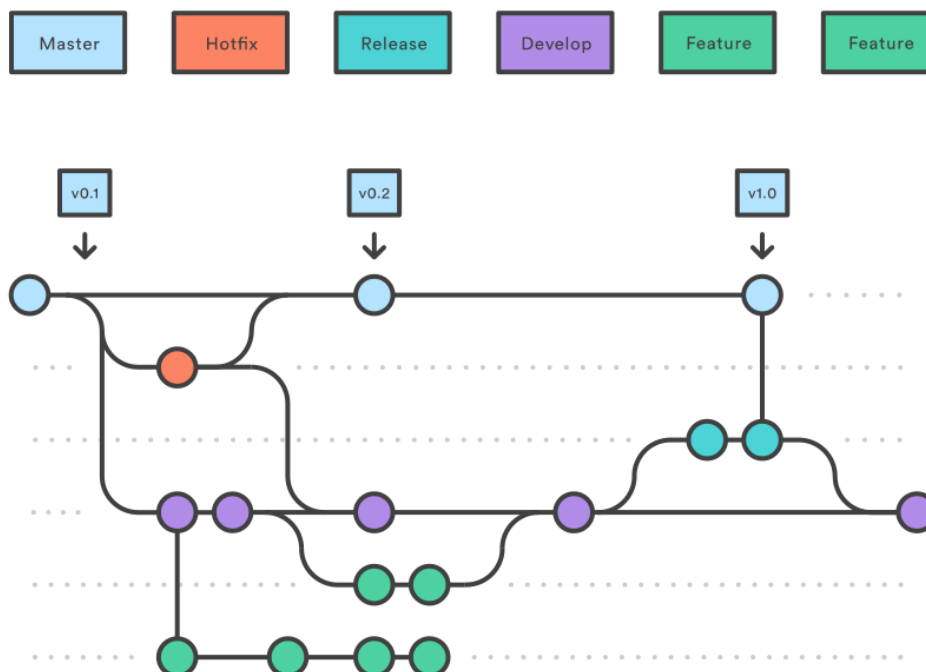 Master
Hotfix
Release
Develop
Feature
Feature
v0.1
v0.2
v1.0